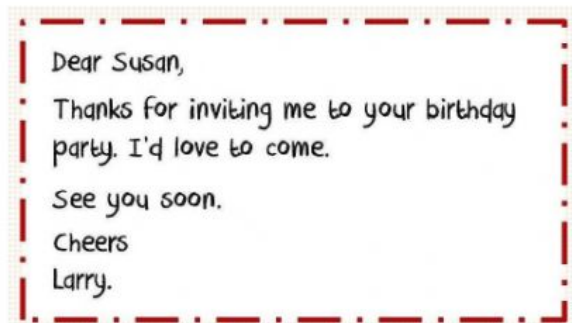 Dear Susan,
Thanks for inviting me to your birthday
party. I'd love to come.
See you soon.
Cheers
Larry.